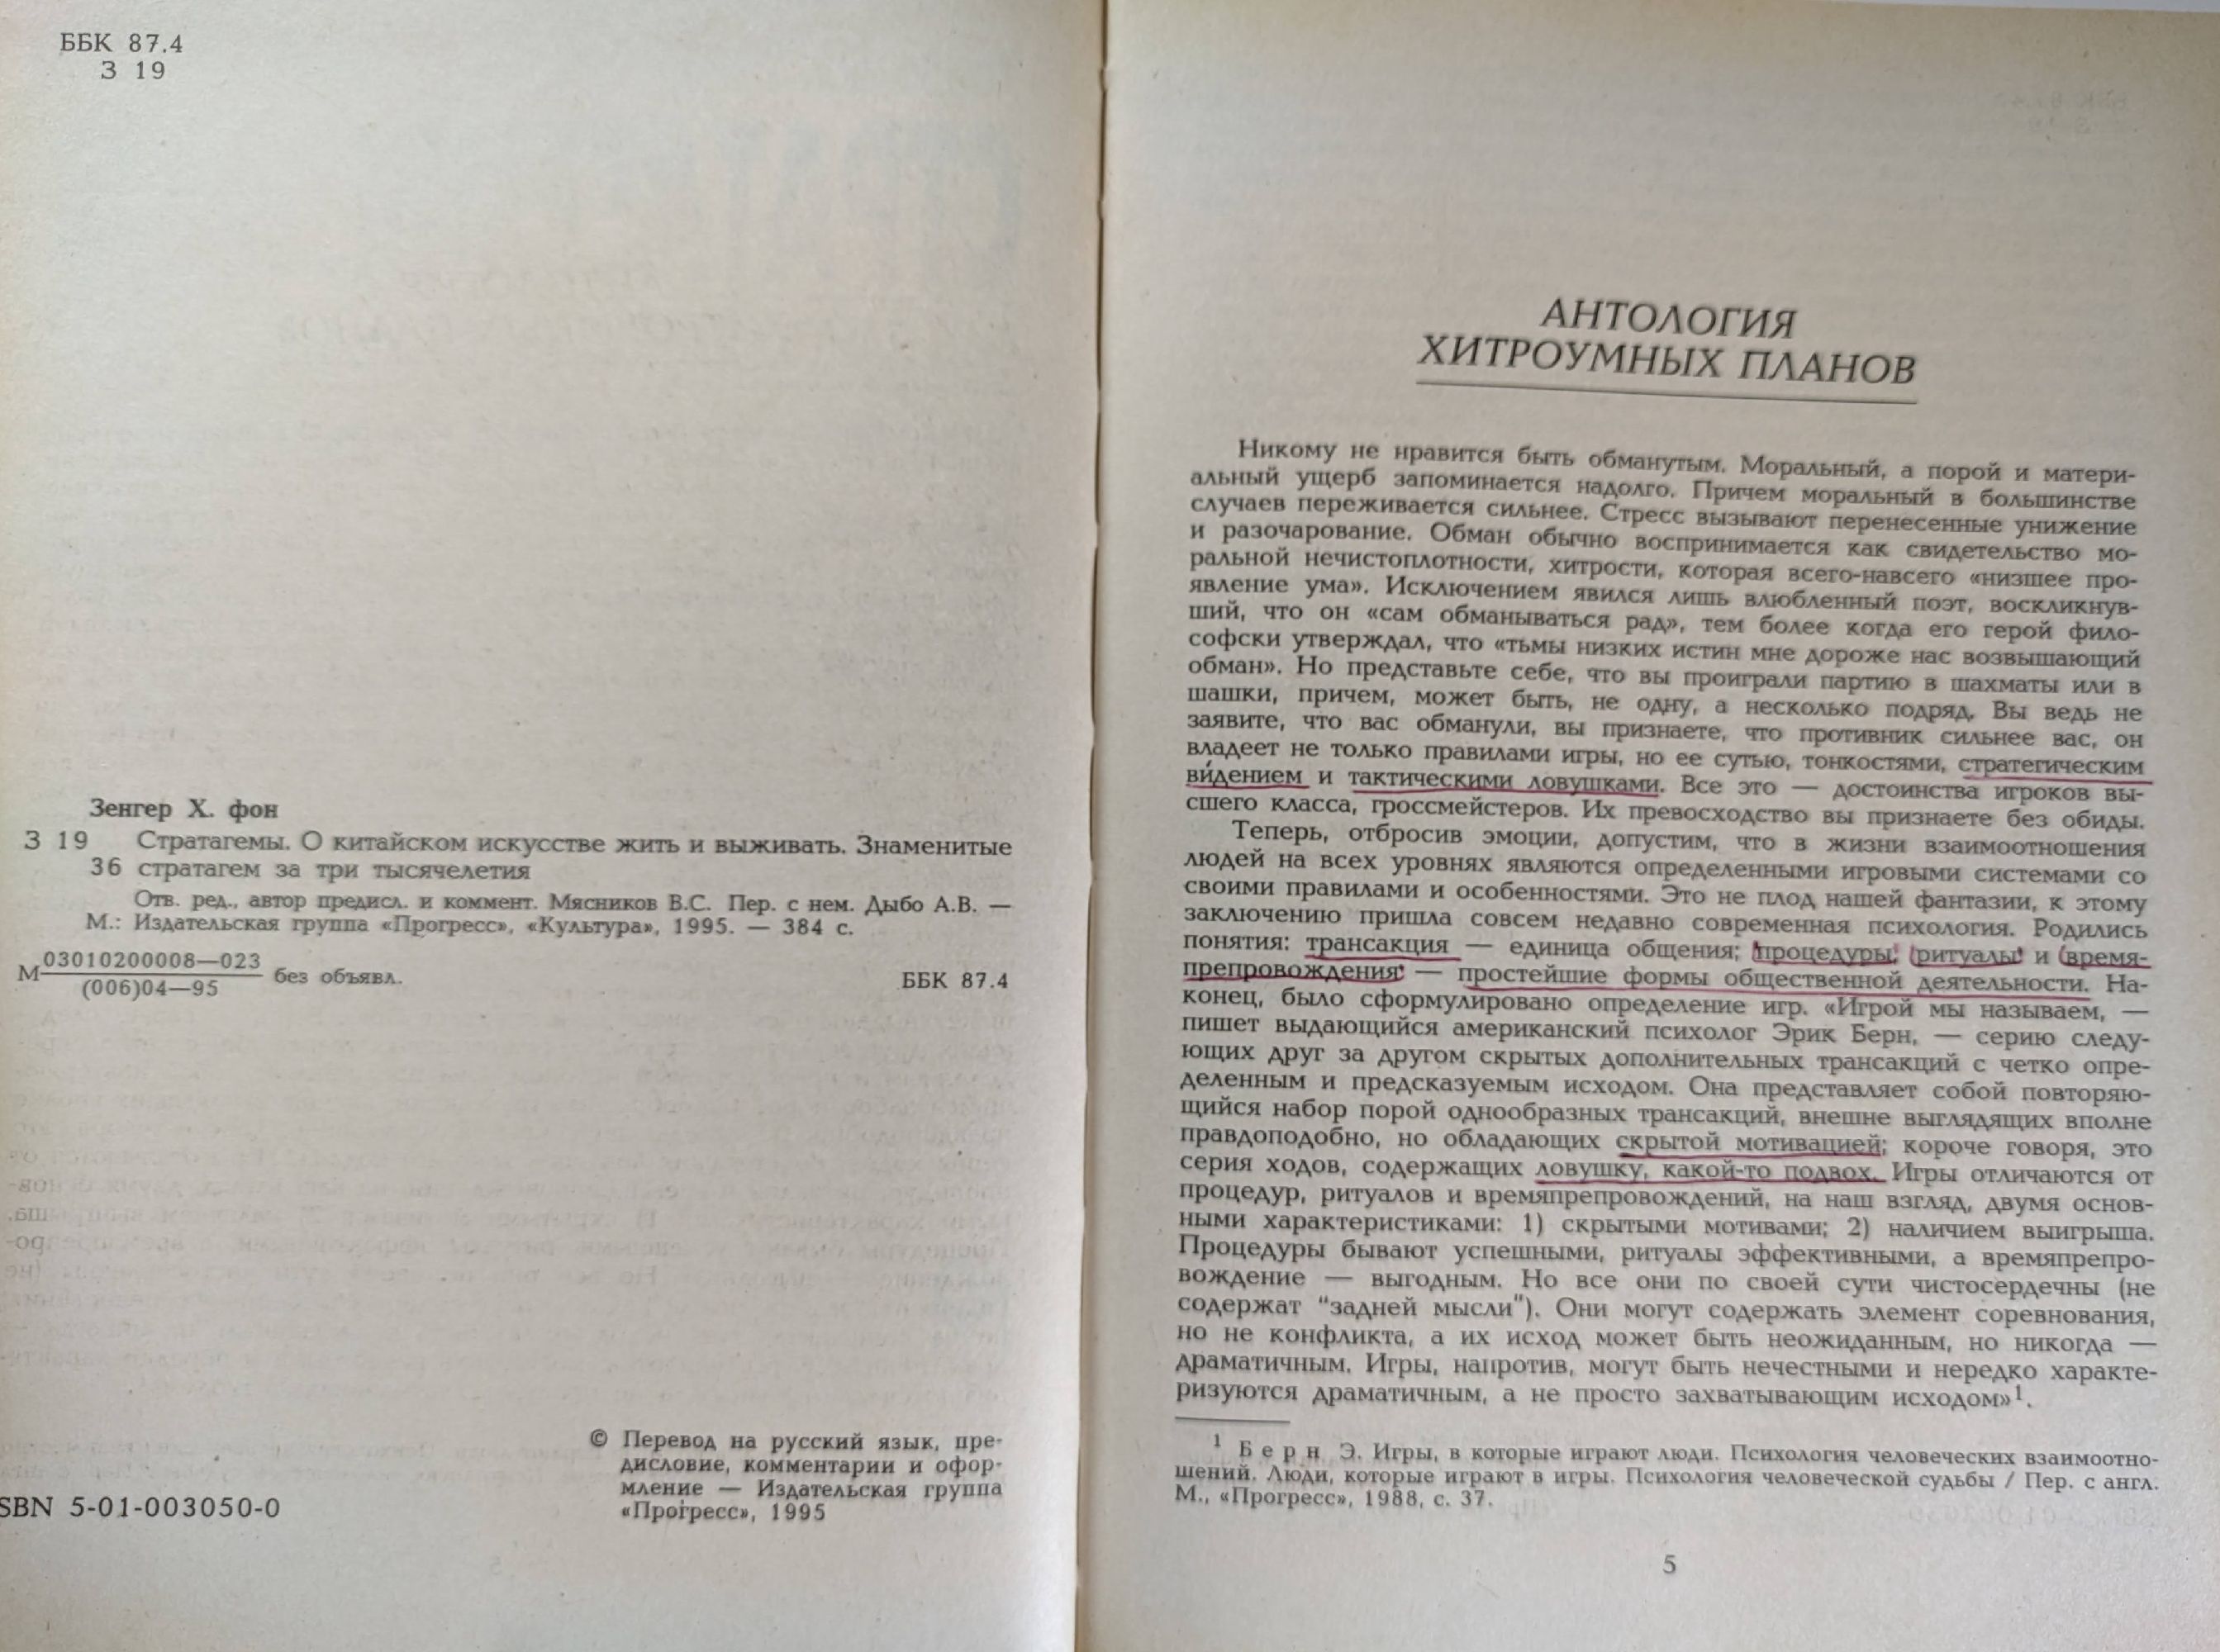 ББК 87.4
З 19
Зенгер Х. фон
З 19 Стратагемы. О китайском искусстве жить и выживать. Знаменитые
36 стратагем за три тысячелетия
Отв. ред., автор предисл. и коммент. Мясников В.С. Пер. с нем. Дыбо А.В. —
М.: Издательская группа «Прогресс», «Культура», 1995. — 384 с.
03010200008—023
М
(006)04—95
без объявл.
ББК 87.4
© Перевод на русский язык, пре-
дисловие, комментарии и офор-
мление — Издательская группа
«Прогресс», 1995
SBN 5-01-003050-0
АНТОЛОГИЯ
ХИТРОУМНЫХ ПЛАНОВ
Никому не нравится быть обманутым. Моральный, а порой и матери-
альный ущерб запоминается надолго. Причем моральный в большинстве
случаев переживается сильнее. Стресс вызывают перенесенные унижение
и разочарование. Обман обычно воспринимается как свидетельство мо-
ральной нечистоплотности, хитрости, которая всего-навсего «низшее про-
явление ума». Исключением явился лишь влюбленный поэт, воскликнув-
ший, что он «сам обманываться рад», тем более когда его герой фило-
софски утверждал, что «тьмы низких истин мне дороже нас возвышающий
обман». Но представьте себе, что вы проиграли партию в шахматы или в
шашки, причем, может быть, не одну, а несколько подряд. Вы ведь не
заявите, что вас обманули, вы признаете, что противник сильнее вас, он
владеет не только правилами игры, но ее сутью, тонкостями, стратегическим
ви́дением и тактическими ловушками. Все это — достоинства игроков вы-
сшего класса, гроссмейстеров. Их превосходство вы признаете без обиды.
Теперь, отбросив эмоции, допустим, что в жизни взаимоотношения
людей на всех уровнях являются определенными игровыми системами со
своими правилами и особенностями. Это не плод нашей фантазии, к этому
заключению пришла совсем недавно современная психология. Родились
понятия: трансакция — единица общения; процедуры, ритуалы и время-
препровождения — простейшие формы общественной деятельности. На-
конец, было сформулировано определение игр. «Игрой мы называем, —
пишет выдающийся американский психолог Эрик Берн, — серию следу-
ющих друг за другом скрытых дополнительных трансакций с четко опре-
деленным и предсказуемым исходом. Она представляет собой повторяю-
щийся набор порой однообразных трансакций, внешне выглядящих вполне
правдоподобно, но обладающих скрытой мотивацией; короче говоря, это
серия ходов, содержащих ловушку, какой-то подвох. Игры отличаются от
процедур, ритуалов и времяпрепровождений, на наш взгляд, двумя основ-
ными характеристиками: 1) скрытыми мотивами; 2) наличием выигрыша.
Процедуры бывают успешными, ритуалы эффективными, а времяпрепро-
вождение — выгодным. Но все они по своей сути чистосердечны (не
содержат "задней мысли"). Они могут содержать элемент соревнования,
но не конфликта, а их исход может быть неожиданным, но никогда —
драматичным. Игры, напротив, могут быть нечестными и нередко характе-
ризуются драматичным, а не просто захватывающим исходом»1.
1 Берн Э. Игры, в которые играют люди. Психология человеческих взаимоотно-
шений. Люди, которые играют в игры. Психология человеческой судьбы / Пер. с англ.
М., «Прогресс», 1988, с. 37.
5